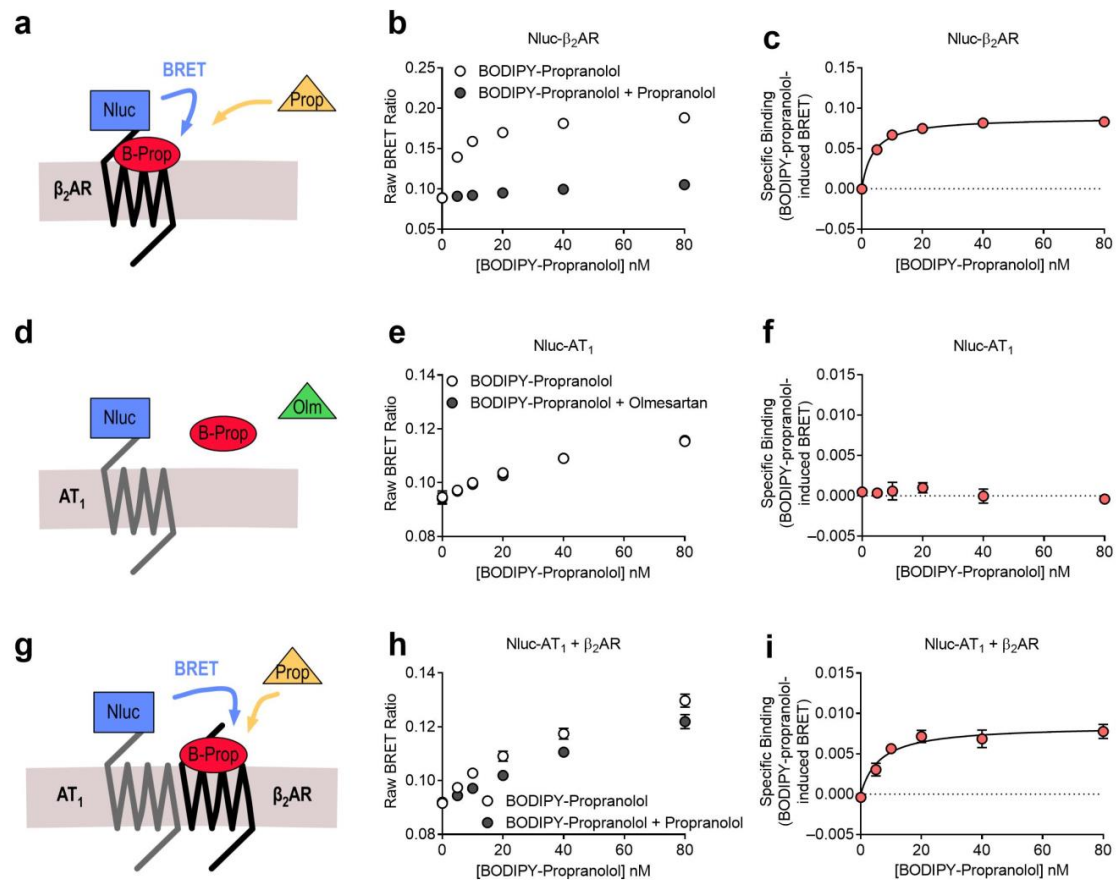 a
BRET
Nluc
Prop
B-Prop
β₂AR
b
Nluc-β₂AR
BODIPY-Propranolol
BODIPY-Propranolol + Propranolol
Raw BRET Ratio
0.25
0.20
0.15
0.10
0.05
0 20 40 60 80
[BODIPY-Propranolol] nM
c
Nluc-β₂AR
Specific Binding
(BODIPY-propranolol-
induced BRET)
0.15
0.10
0.05
0.00
–0.05
0 20 40 60 80
[BODIPY-Propranolol] nM
d
Nluc
B-Prop
Olm
AT₁
e
Nluc-AT₁
BODIPY-Propranolol
BODIPY-Propranolol + Olmesartan
Raw BRET Ratio
0.14
0.12
0.10
0.08
0 20 40 60 80
[BODIPY-Propranolol] nM
f
Nluc-AT₁
Specific Binding
(BODIPY-propranolol-
induced BRET)
0.015
0.010
0.005
0.000
–0.005
0 20 40 60 80
[BODIPY-Propranolol] nM
g
BRET
Prop
Nluc
B-Prop
AT₁
β₂AR
h
Nluc-AT₁ + β₂AR
Raw BRET Ratio
0.14
0.12
0.10
0.08
BODIPY-Propranolol
BODIPY-Propranolol + Propranolol
0 20 40 60 80
[BODIPY-Propranolol] nM
i
Nluc-AT₁ + β₂AR
Specific Binding
(BODIPY-propranolol-
induced BRET)
0.015
0.010
0.005
0.000
–0.005
0 20 40 60 80
[BODIPY-Propranolol] nM